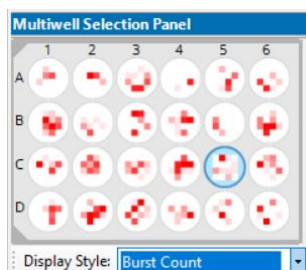 Multiwell Selection Panel
1 2 3 4 5 6
A
B
C
D
Display Style: Burst Count